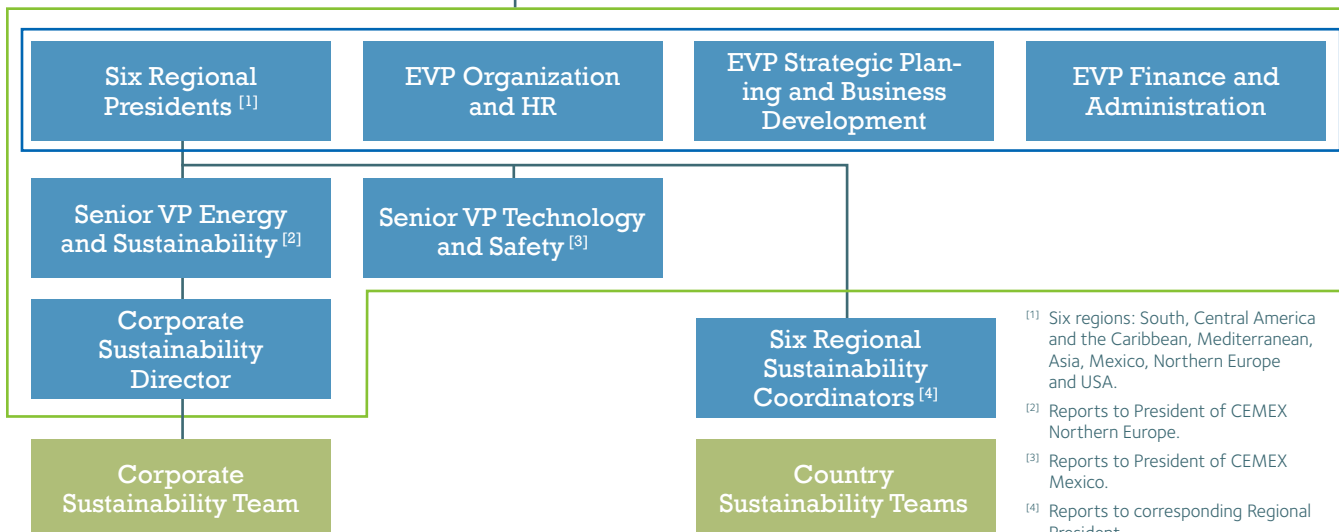 Six Regional
Presidents [1]
EVP Organization
and HR
EVP Strategic Plan-
ing and Business
Development
EVP Finance and
Administration
Senior VP Energy
and Sustainability [2]
Senior VP Technology
and Safety [3]
Corporate
Sustainability
Director
Six Regional
Sustainability
Coordinators [4]
Corporate
Sustainability Team
Country
Sustainability Teams
[1] Six regions: South, Central America
and the Caribbean, Mediterranean,
Asia, Mexico, Northern Europe
and USA.
[2] Reports to President of CEMEX
Northern Europe.
[3] Reports to President of CEMEX
Mexico.
[4] Reports to corresponding Regional
President.